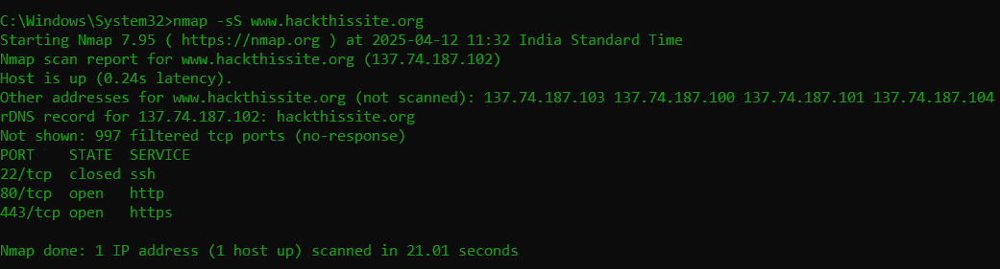 C:\Windows\System32>nmap -sS www.hackthissite.org
Starting Nmap 7.95 ( https://nmap.org ) at 2025-04-12 11:32 India Standard Time
Nmap scan report for www.hackthissite.org (137.74.187.102)
Host is up (0.24s latency).
Other addresses for www.hackthissite.org (not scanned): 137.74.187.103 137.74.187.100 137.74.187.101 137.74.187.104
rDNS record for 137.74.187.102: hackthissite.org
Not shown: 997 filtered tcp ports (no-response)
PORT    STATE  SERVICE
22/tcp  closed ssh
80/tcp  open   http
443/tcp open   https
Nmap done: 1 IP address (1 host up) scanned in 21.01 seconds